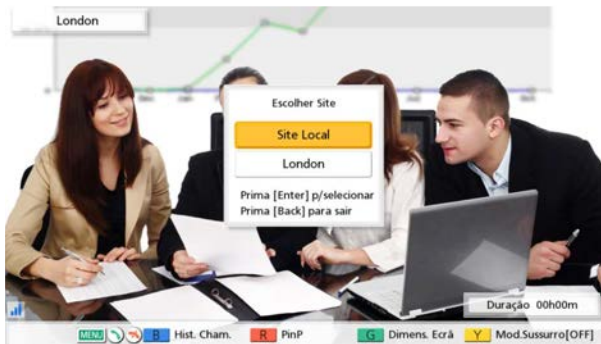 London
Escolher Site
Site Local
London
Prima [Enter] p/selecionar
Prima [Back] para sair
Duração 00h00m
MENU B Hist. Cham. R PinP G Dimens. Ecrã Y Mod.Sussurro[OFF]